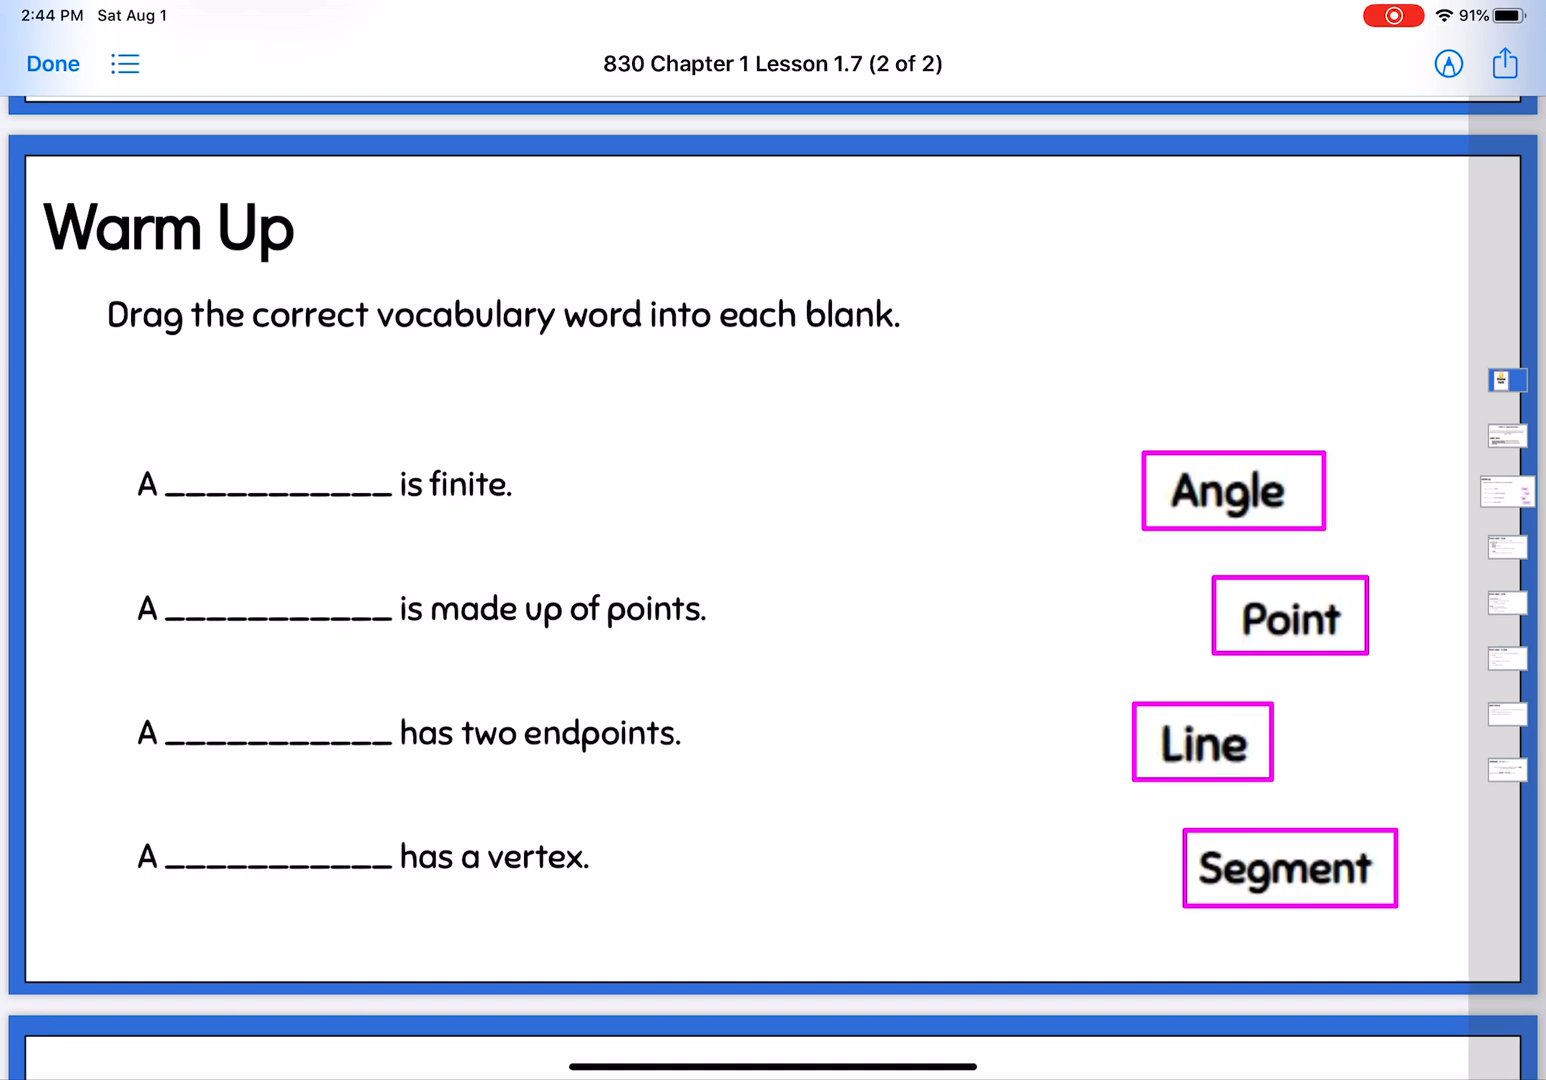 2:44 PM Sat Aug 1
91%
Done
830 Chapter 1 Lesson 1.7 (2 of 2)
Warm Up
Drag the correct vocabulary word into each blank.
A ___________ is finite.
Angle
A ___________ is made up of points.
Point
A ___________ has two endpoints.
Line
A ___________ has a vertex.
Segment